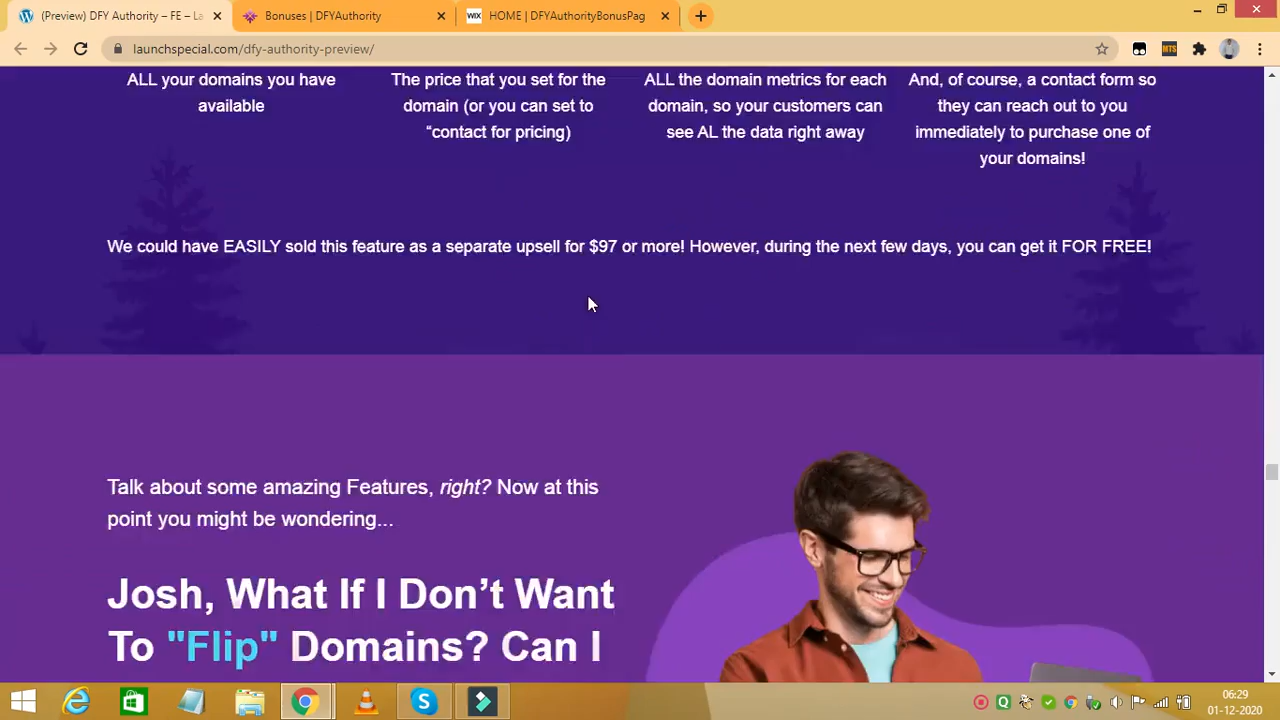 (Preview) DFY Authority – FE – La
Bonuses | DFYAuthority
WIX
HOME | DFYAuthorityBonusPag
launchspecial.com/dfy-authority-preview/
MTS
ALL your domains you have
available
The price that you set for the
domain (or you can set to
“contact for pricing)
ALL the domain metrics for each
domain, so your customers can
see AL the data right away
And, of course, a contact form so
they can reach out to you
immediately to purchase one of
your domains!
We could have EASILY sold this feature as a separate upsell for $97 or more! However, during the next few days, you can get it FOR FREE!
Talk about some amazing Features, right? Now at this
point you might be wondering...
Josh, What If I Don’t Want
To "Flip" Domains? Can I
06:29
01-12-2020